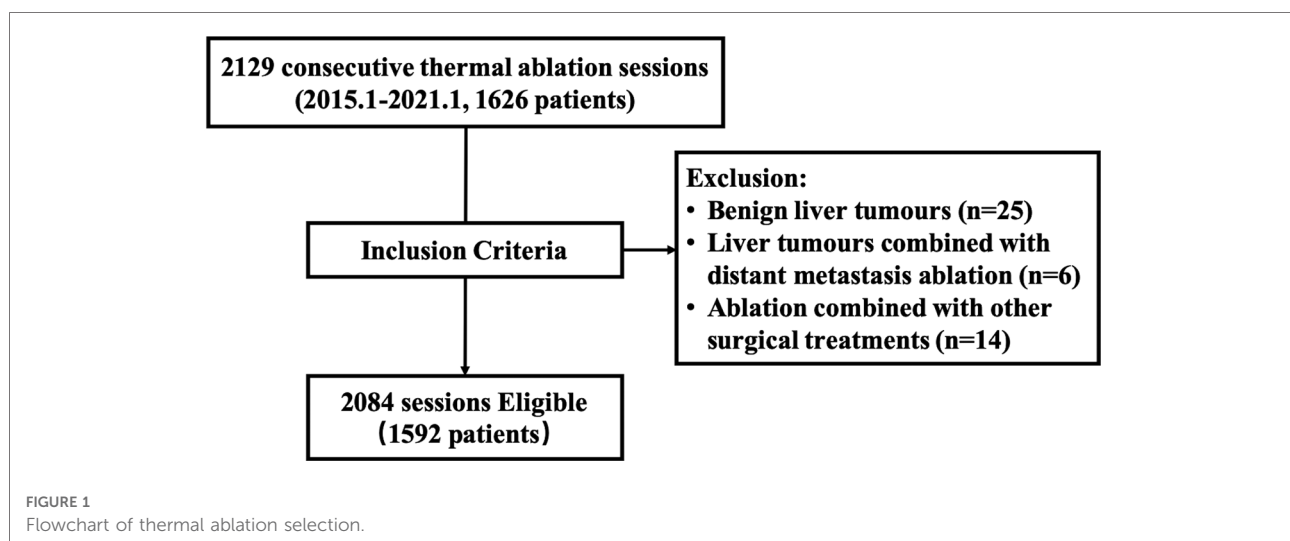 2129 consecutive thermal ablation sessions
(2015.1-2021.1, 1626 patients)
Exclusion:
• Benign liver tumours (n=25)
• Liver tumours combined with
distant metastasis ablation (n=6)
• Ablation combined with other
surgical treatments (n=14)
Inclusion Criteria
2084 sessions Eligible
(1592 patients)
FIGURE 1
Flowchart of thermal ablation selection.